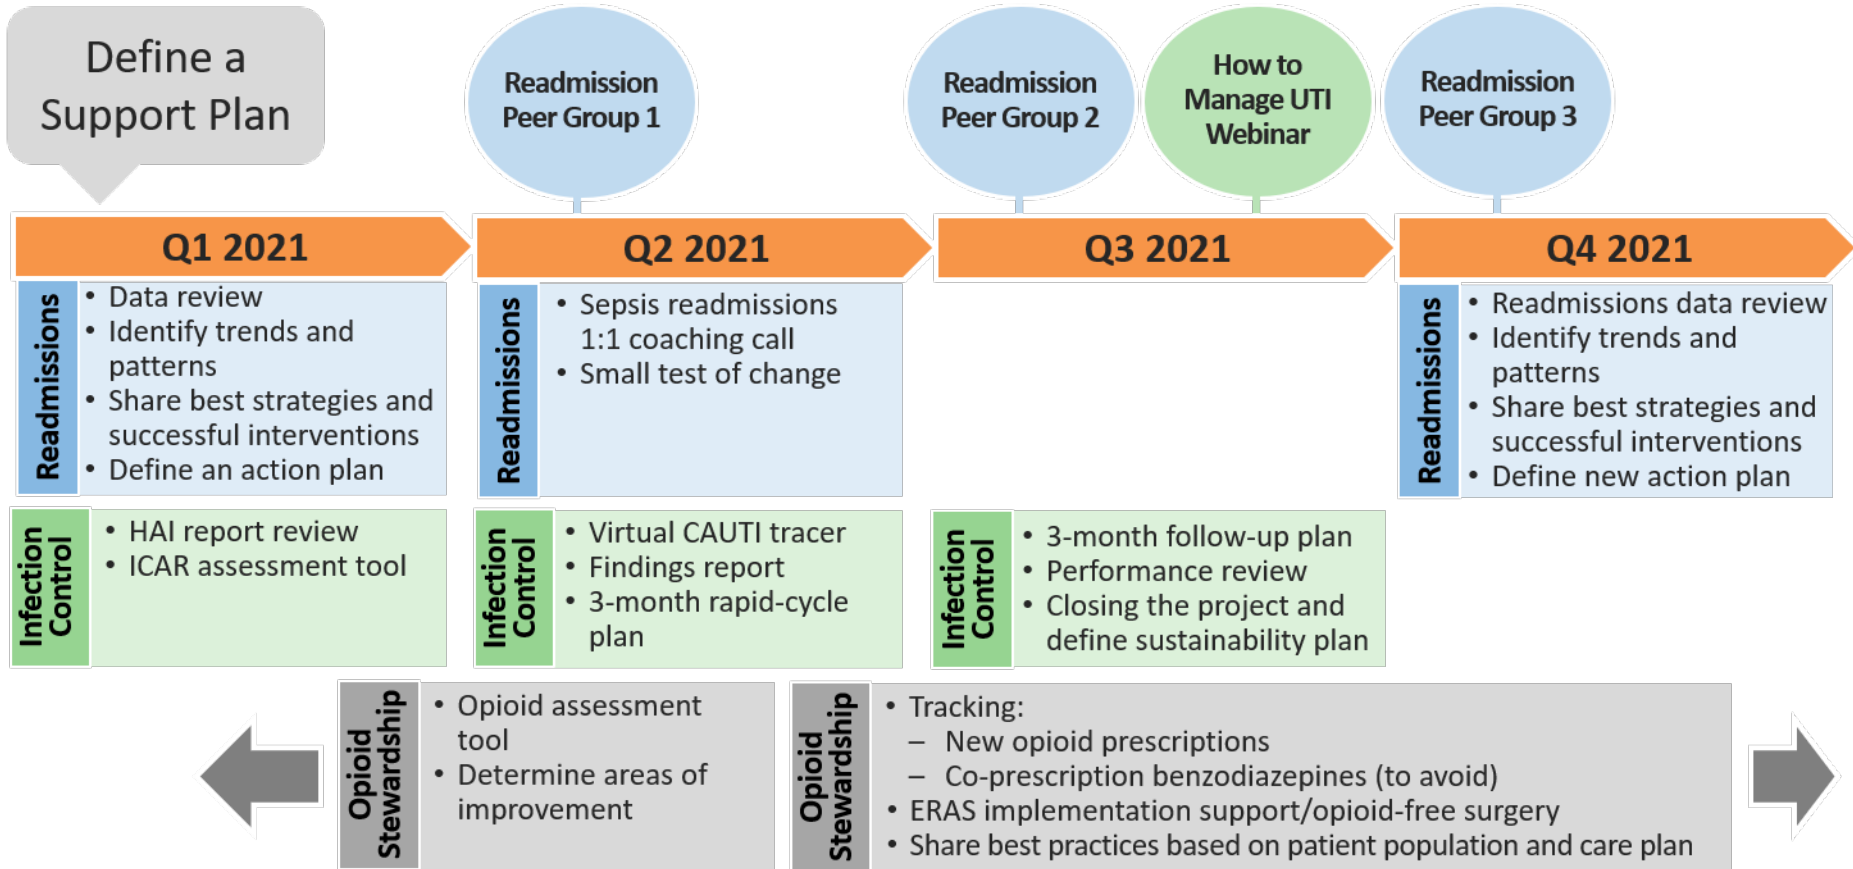 Define a
Support Plan
Readmission
Peer Group 1
Readmission
Peer Group 2
How to
Manage UTI
Webinar
Readmission
Peer Group 3
Q1 2021
Q2 2021
Q3 2021
Q4 2021
Readmissions
• Data review
• Identify trends and
patterns
• Share best strategies and
successful interventions
• Define an action plan
Readmissions
• Sepsis readmissions
1:1 coaching call
• Small test of change
Readmissions
• Readmissions data review
• Identify trends and
patterns
• Share best strategies and
successful interventions
• Define new action plan
Infection
Control
• HAI report review
• ICAR assessment tool
Infection
Control
• Virtual CAUTI tracer
• Findings report
• 3-month rapid-cycle
plan
Infection
Control
• 3-month follow-up plan
• Performance review
• Closing the project and
define sustainability plan
Opioid
Stewardship
• Opioid assessment
tool
• Determine areas of
improvement
Opioid
Stewardship
• Tracking:
– New opioid prescriptions
– Co-prescription benzodiazepines (to avoid)
• ERAS implementation support/opioid-free surgery
• Share best practices based on patient population and care plan